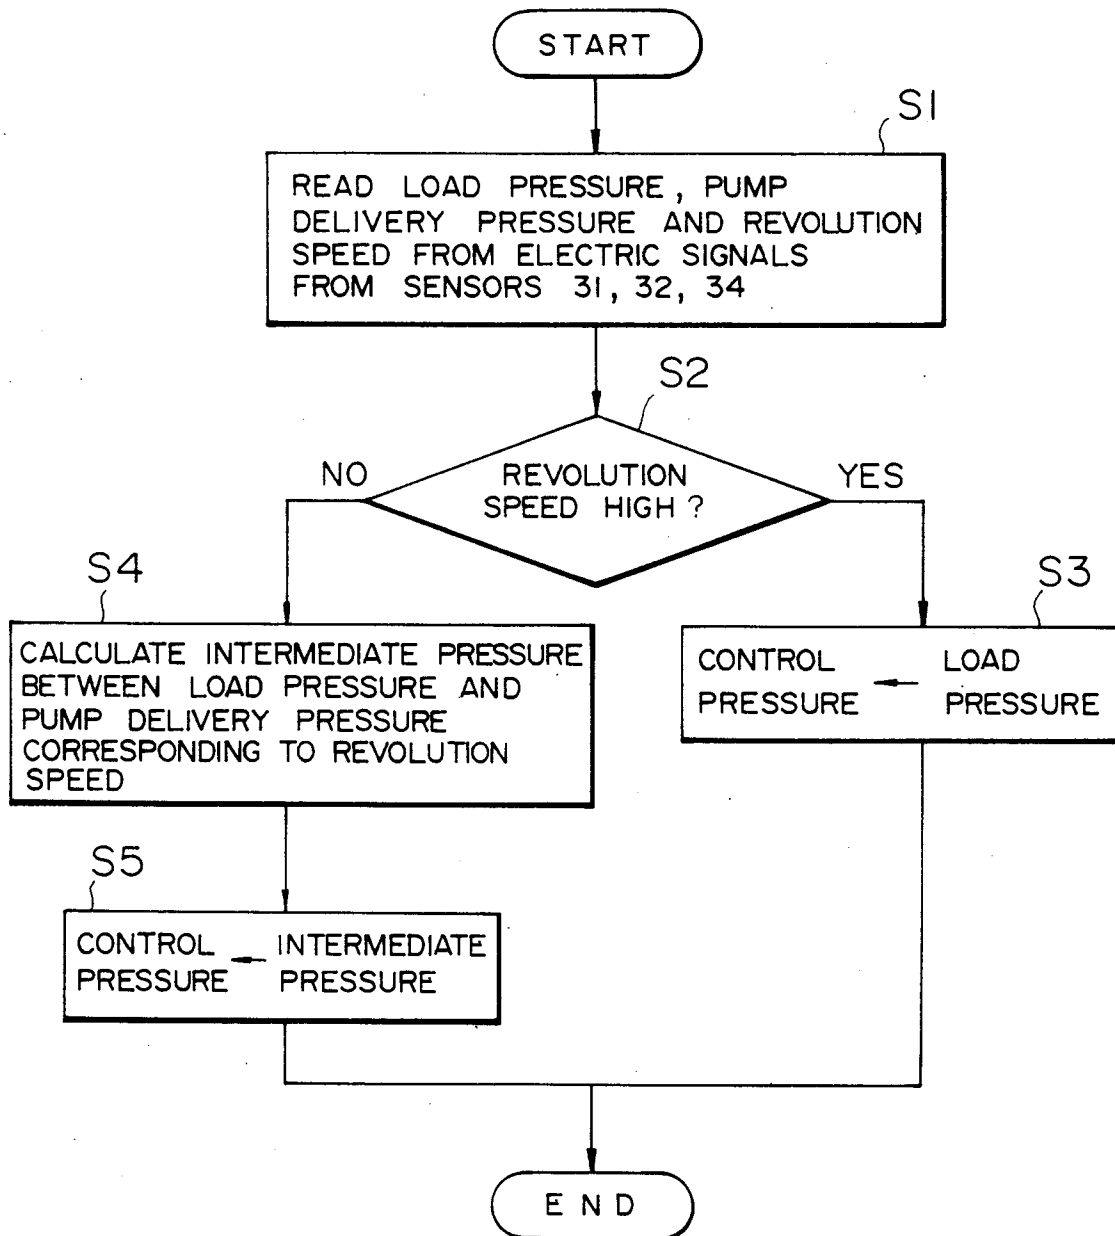 START
S1
READ LOAD PRESSURE, PUMP
DELIVERY PRESSURE AND REVOLUTION
SPEED FROM ELECTRIC SIGNALS
FROM SENSORS 31, 32, 34
S2
NO
REVOLUTION
SPEED HIGH?
YES
S4
CALCULATE INTERMEDIATE PRESSURE
BETWEEN LOAD PRESSURE AND
PUMP DELIVERY PRESSURE
CORRESPONDING TO REVOLUTION
SPEED
S3
CONTROL ← LOAD
PRESSURE PRESSURE
S5
CONTROL ← INTERMEDIATE
PRESSURE PRESSURE
END